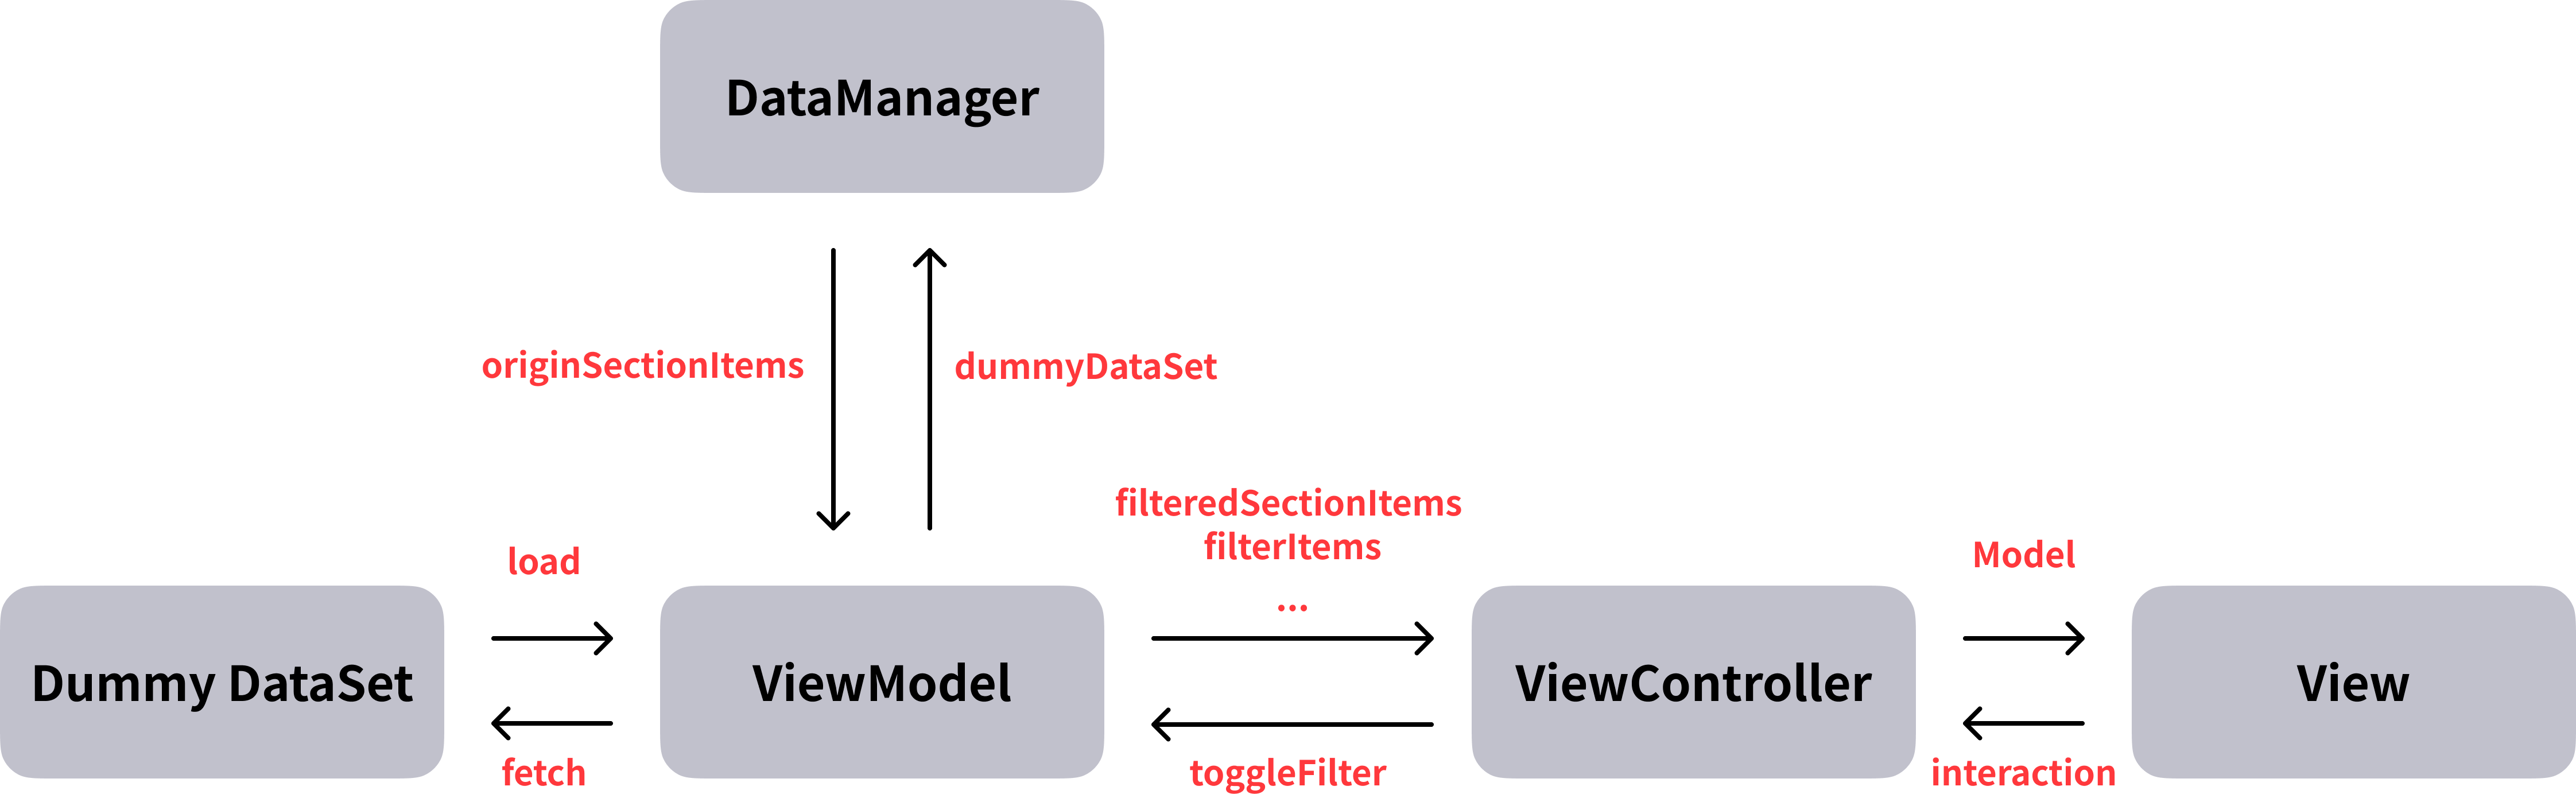 DataManager
originSectionItems
dummyDataSet
filteredSectionItems
filterItems
...
load
Model
Dummy DataSet
ViewModel
ViewController
View
fetch
toggleFilter
interaction